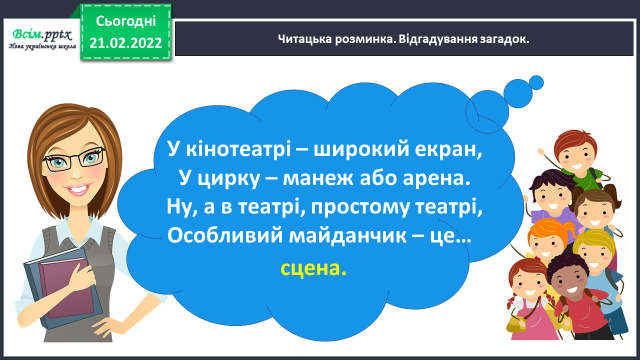 Всім.pptx
Нова українська школа
Сьогодні
21.02.2022
Читацька розминка. Відгадування загадок.
У кінотеатрі – широкий екран,
У цирку – манеж або арена.
Ну, а в театрі, простому театрі,
Особливий майданчик – це…
сцена.